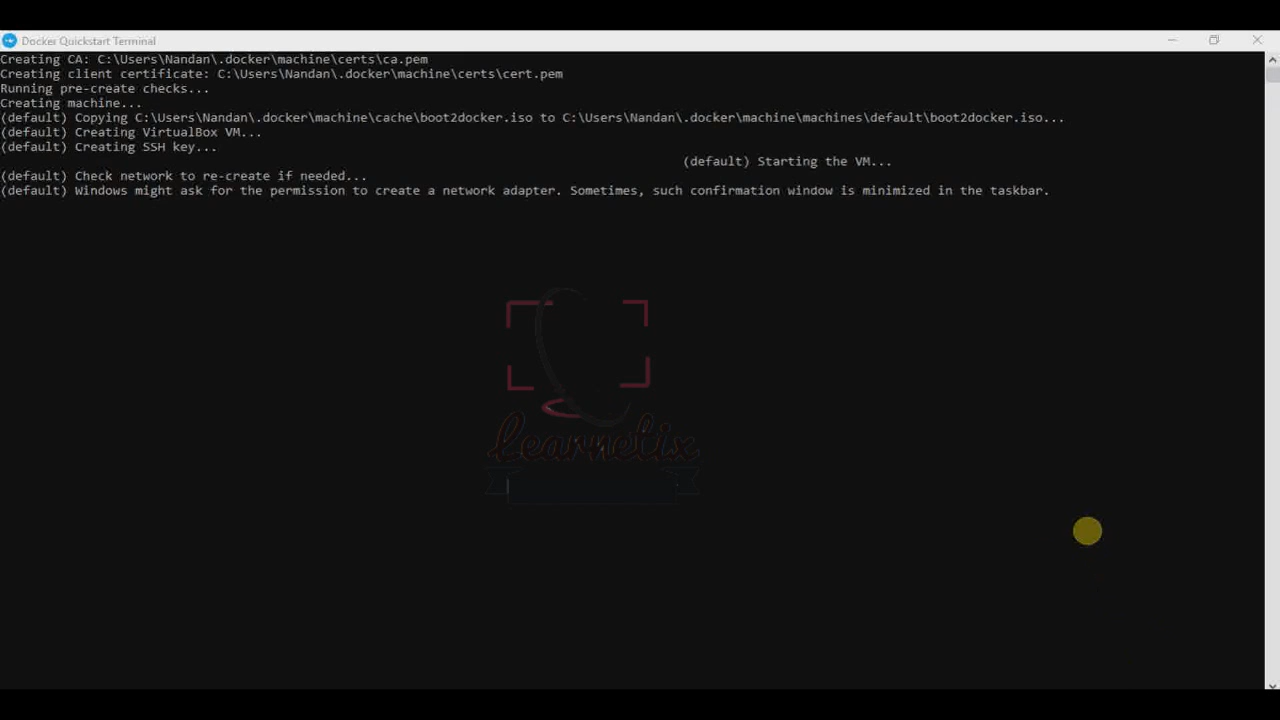 Docker Quickstart Terminal
Creating CA: C:\Users\Nandan\.docker\machine\certs\ca.pem
Creating client certificate: C:\Users\Nandan\.docker\machine\certs\cert.pem
Running pre-create checks...
Creating machine...
(default) Copying C:\Users\Nandan\.docker\machine\cache\boot2docker.iso to C:\Users\Nandan\.docker\machine\machines\default\boot2docker.iso...
(default) Creating VirtualBox VM...
(default) Creating SSH key...
(default) Starting the VM...
(default) Check network to re-create if needed...
(default) Windows might ask for the permission to create a network adapter. Sometimes, such confirmation window is minimized in the taskbar.
learnetix